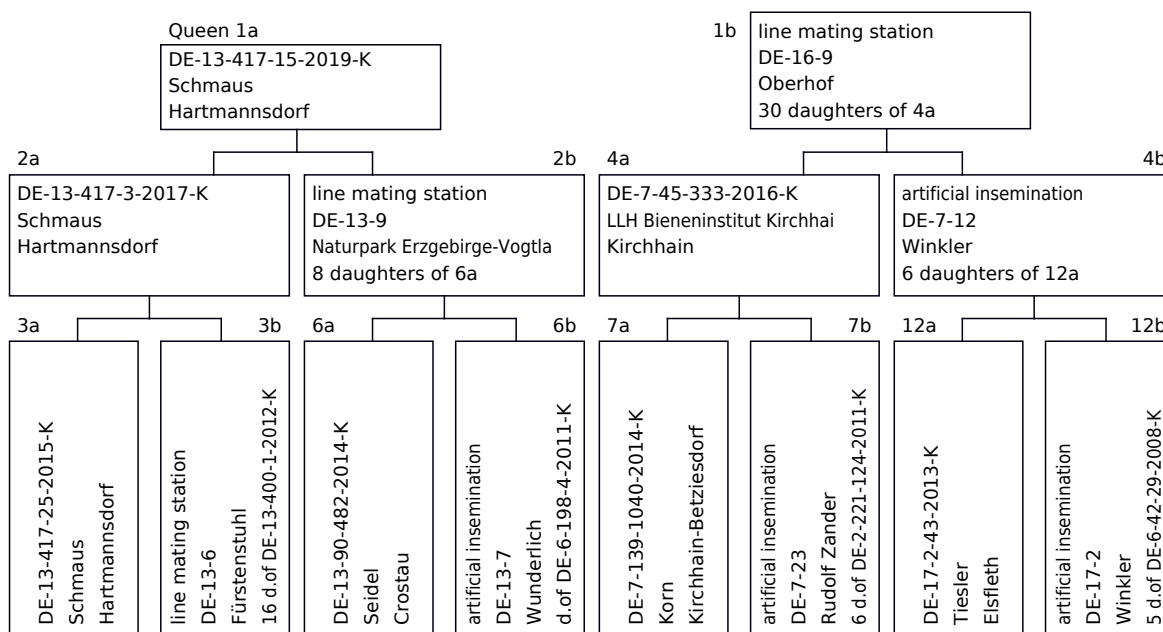 Queen 1a
DE-13-417-15-2019-K
Schmaus
Hartmannsdorf
1b
line mating station
DE-16-9
Oberhof
30 daughters of 4a
2a
DE-13-417-3-2017-K
Schmaus
Hartmannsdorf
2b
line mating station
DE-13-9
Naturpark Erzgebirge-Vogtla
8 daughters of 6a
4a
DE-7-45-333-2016-K
LLH Bieneninstitut Kirchhai
Kirchhain
4b
artificial insemination
DE-7-12
Winkler
6 daughters of 12a
3a
DE-13-417-25-2015-K
Schmaus
Hartmannsdorf
3b
line mating station
DE-13-6
Fürstenstuhl
16 d.of DE-13-400-1-2012-K
6a
DE-13-90-482-2014-K
Seidel
Crostau
6b
artificial insemination
DE-13-7
Wunderlich
d.of DE-6-198-4-2011-K
7a
DE-7-139-1040-2014-K
Korn
Kirchhain-Betziesdorf
7b
artificial insemination
DE-7-23
Rudolf Zander
6 d.of DE-2-221-124-2011-K
12a
DE-17-2-43-2013-K
Tiesler
Elsfleth
12b
artificial insemination
DE-17-2
Winkler
5 d.of DE-6-42-29-2008-K